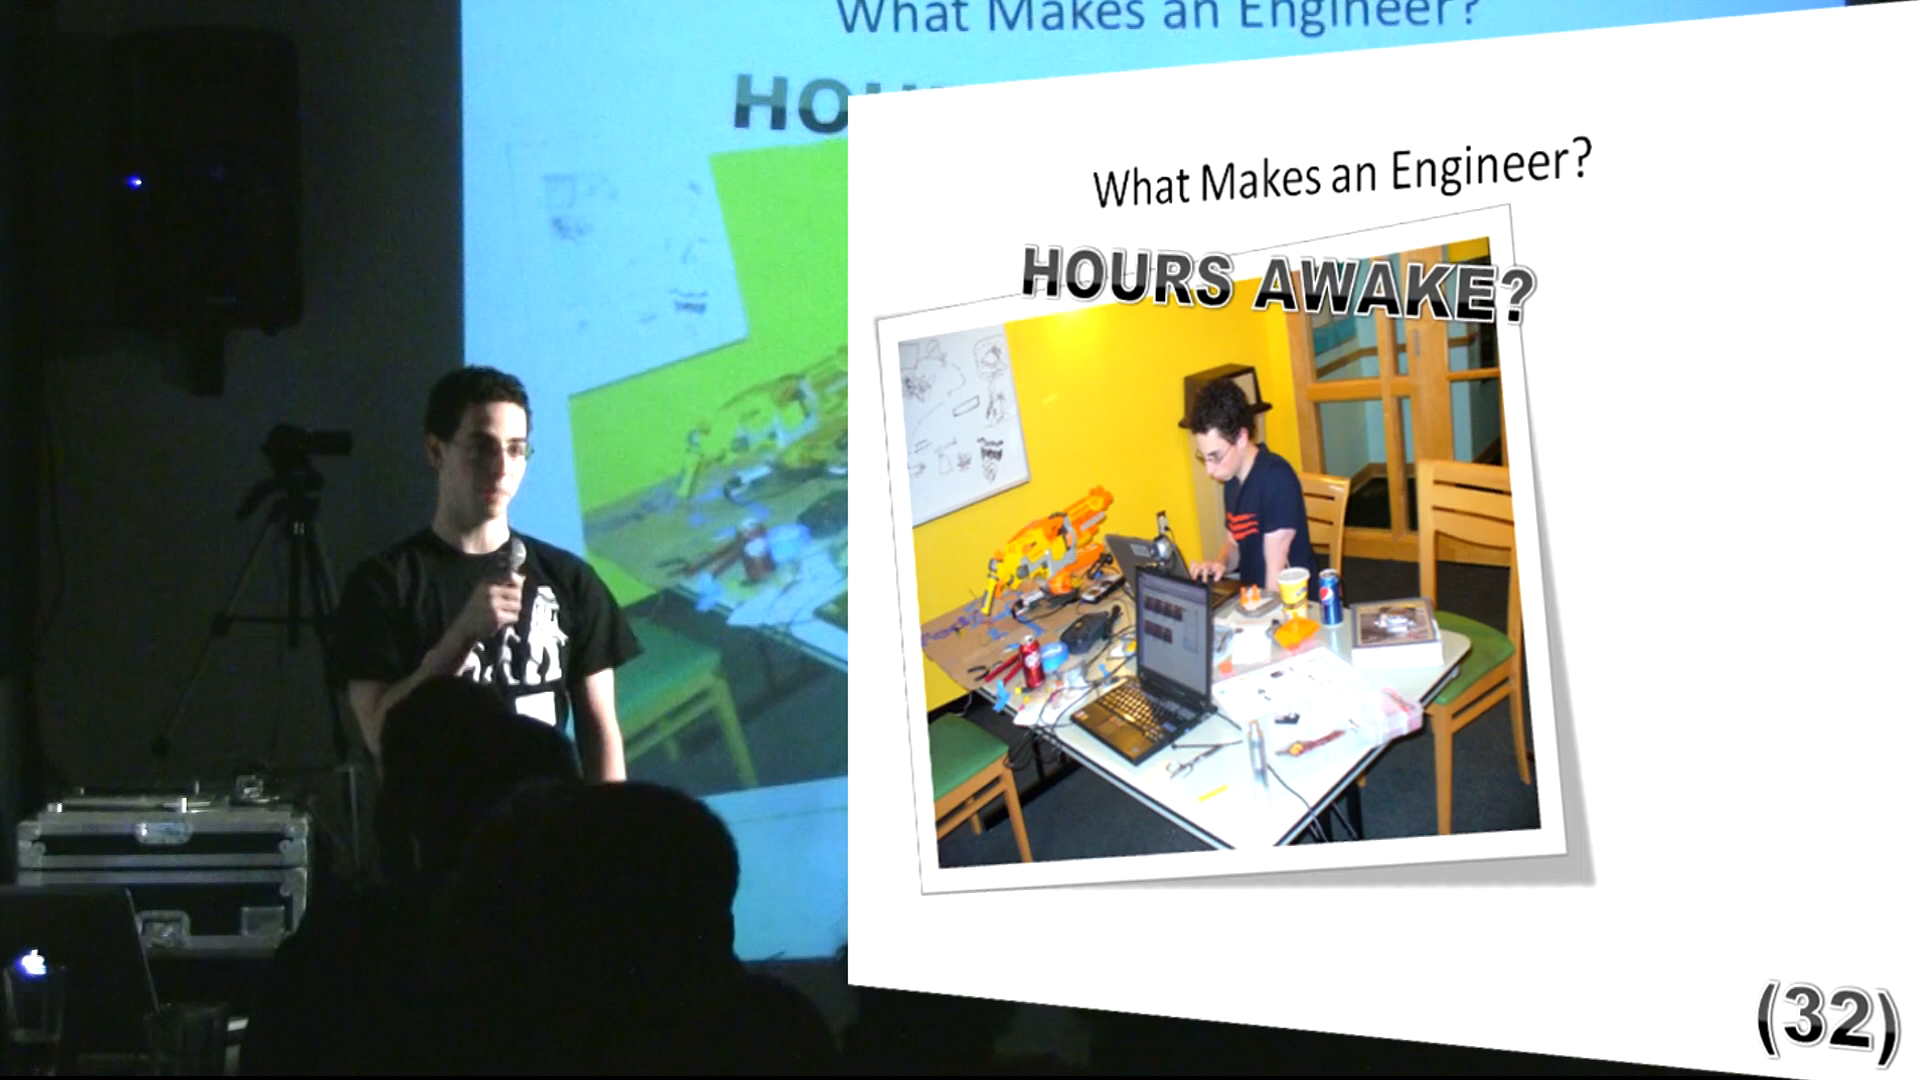 What Makes an Engineer?
HOU
What Makes an Engineer?
HOURS AWAKE?
(32)